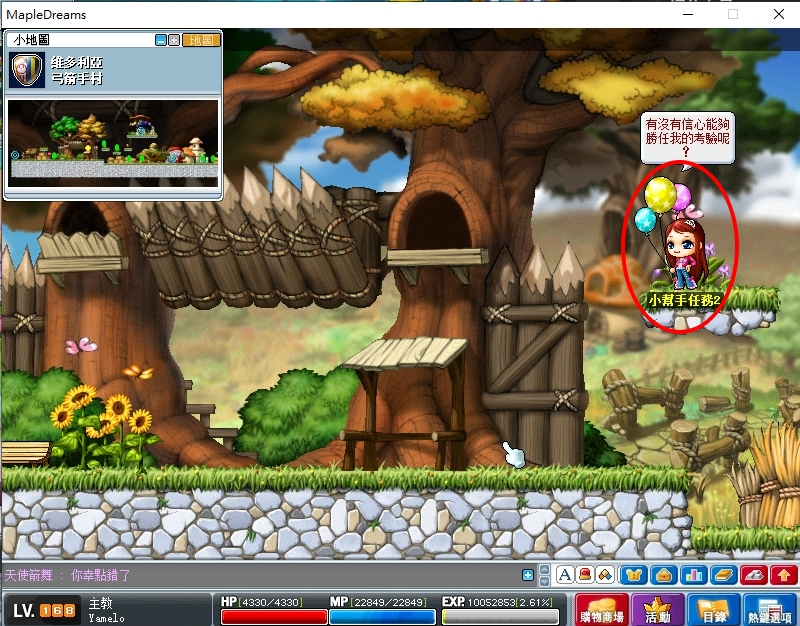 MapleDreams
小地圖
地圖
維多利亞
弓箭手村
有沒有信心能夠
勝任我的考驗呢
?
小幫手任務2
天使箭舞 : 你幸點錯了
A
LV. 168
主教
Yamelo
HP[4330/4330]
MP[22849/22849]
EXP.10052853[2.61%]
購物商場
活動
目錄
熱鍵選項